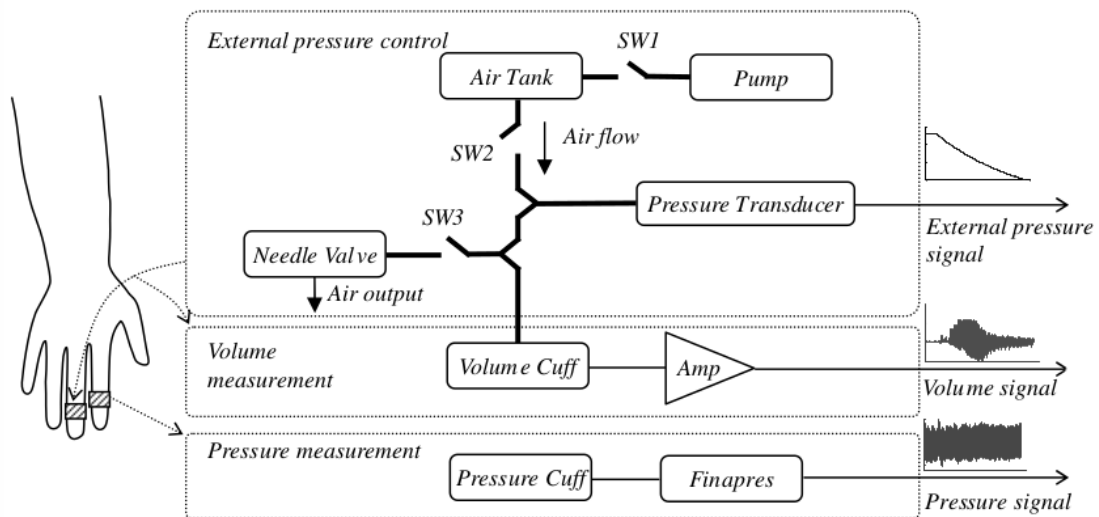 External pressure control
SW1
Air Tank
Pump
SW2
Air flow
Pressure Transducer
SW3
External pressure
signal
Needle Valve
Air output
Volume
measurement
Volume Cuff
Amp
Volume signal
Pressure measurement
Pressure Cuff
Finapres
Pressure signal